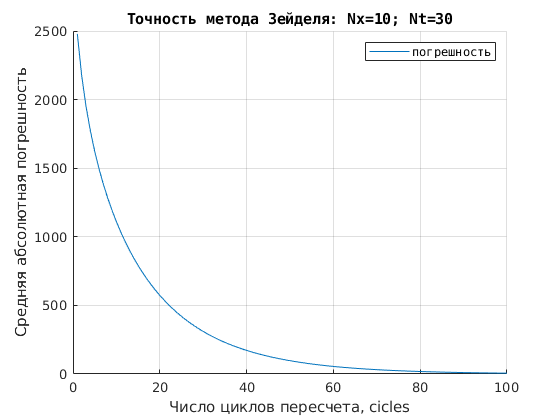 Точность метода Зейделя: Nx=10; Nt=30
погрешность
Средняя абсолютная погрешность
2500
2000
1500
1000
500
0
0 20 40 60 80 100
Число циклов пересчета, cicles